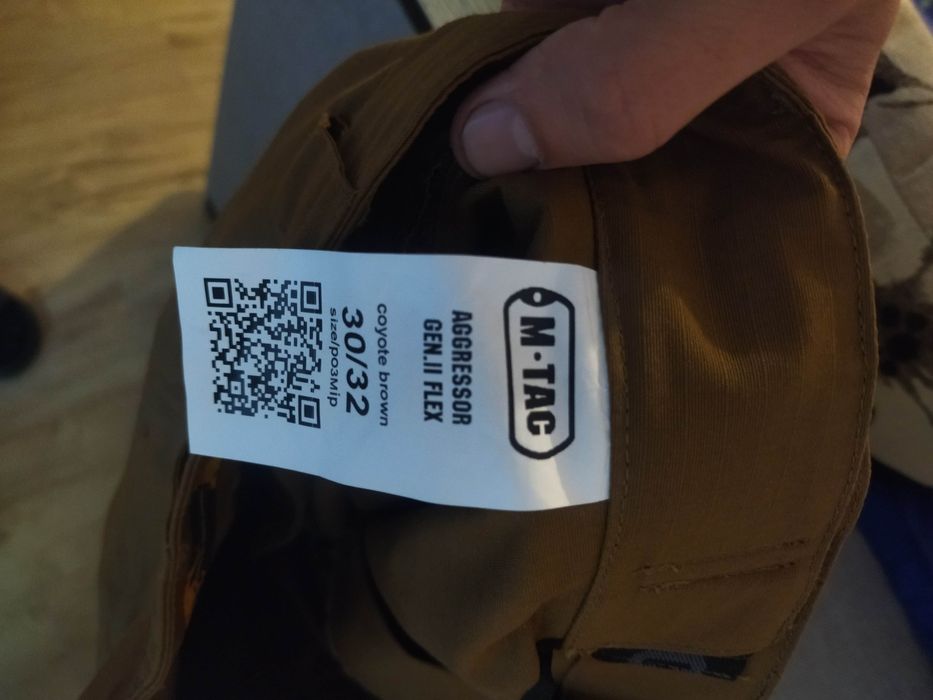 M·TAC
AGGRESSOR
GEN.II FLEX
coyote brown
30/32
size/розмір